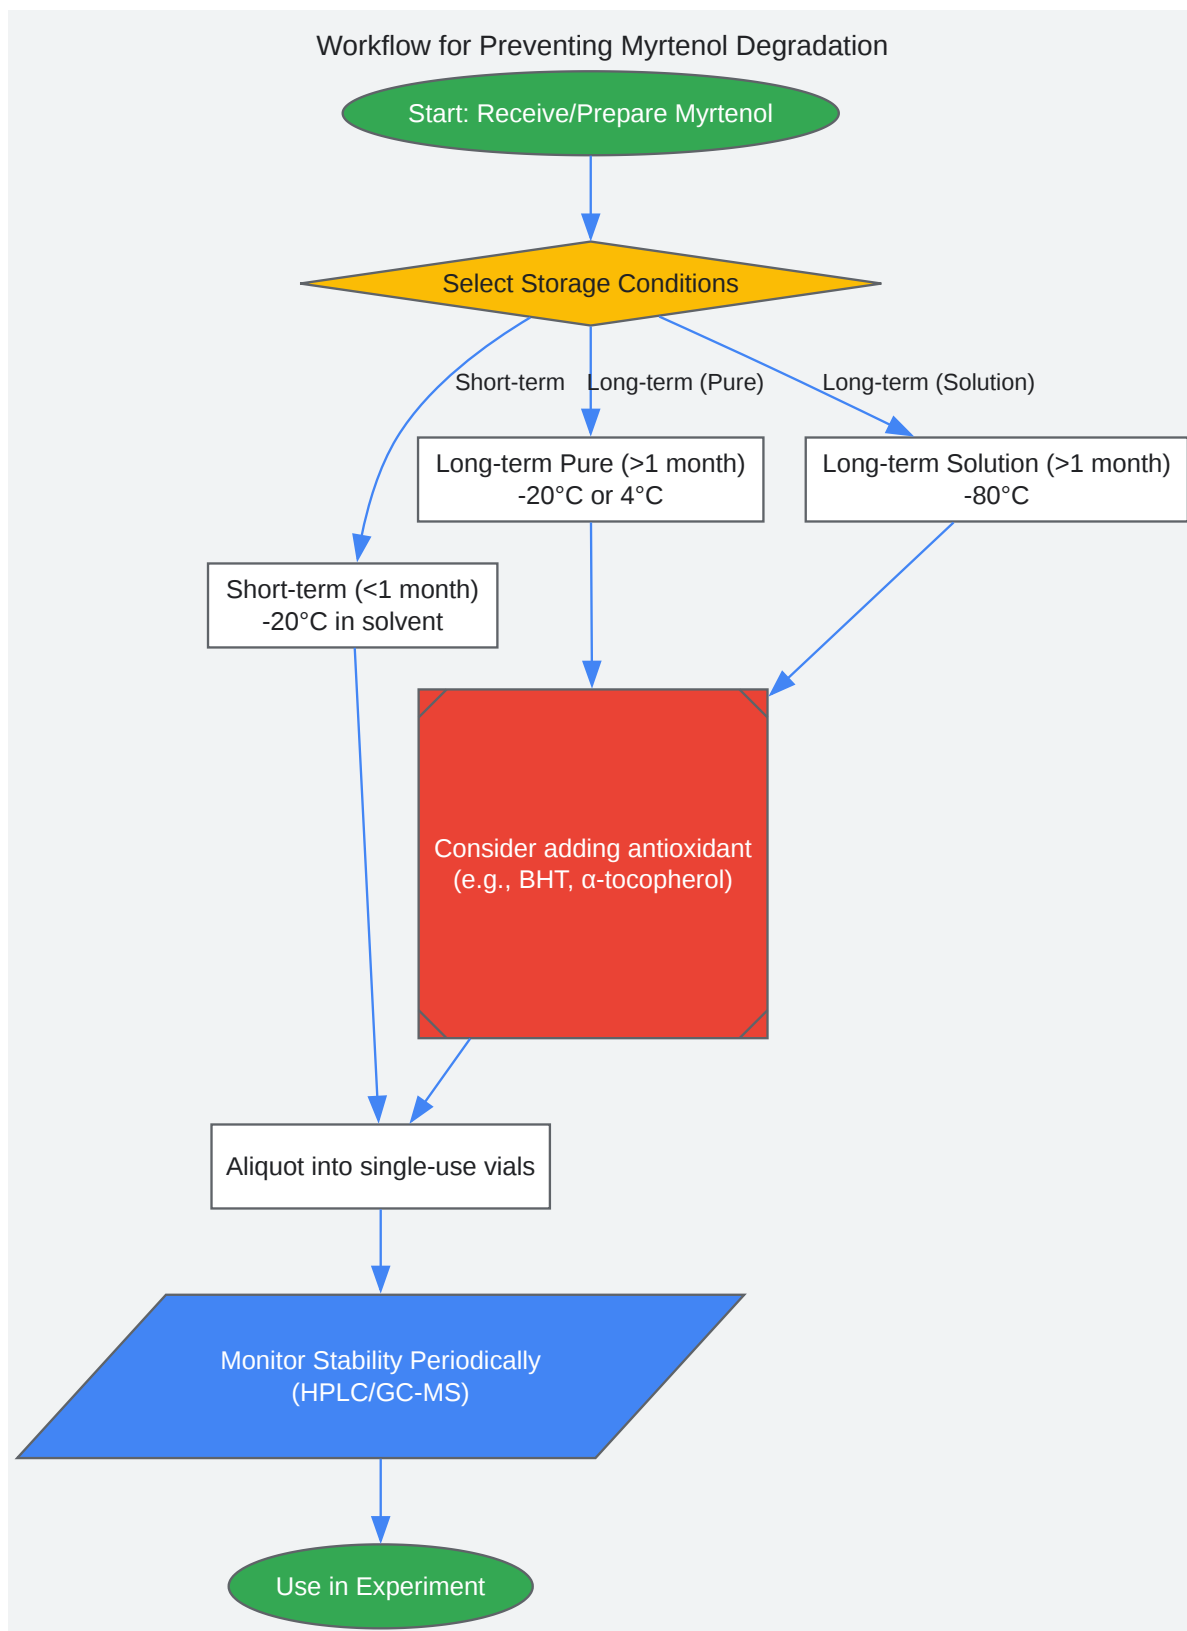 Workflow for Preventing Myrtenol Degradation
Start: Receive/Prepare Myrtenol
Select Storage Conditions
Short-term
Long-term (Pure)
Long-term (Solution)
Long-term Pure (>1 month)
-20°C or 4°C
Long-term Solution (>1 month)
-80°C
Short-term (<1 month)
-20°C in solvent
Consider adding antioxidant
(e.g., BHT, α-tocopherol)
Aliquot into single-use vials
Monitor Stability Periodically
(HPLC/GC-MS)
Use in Experiment